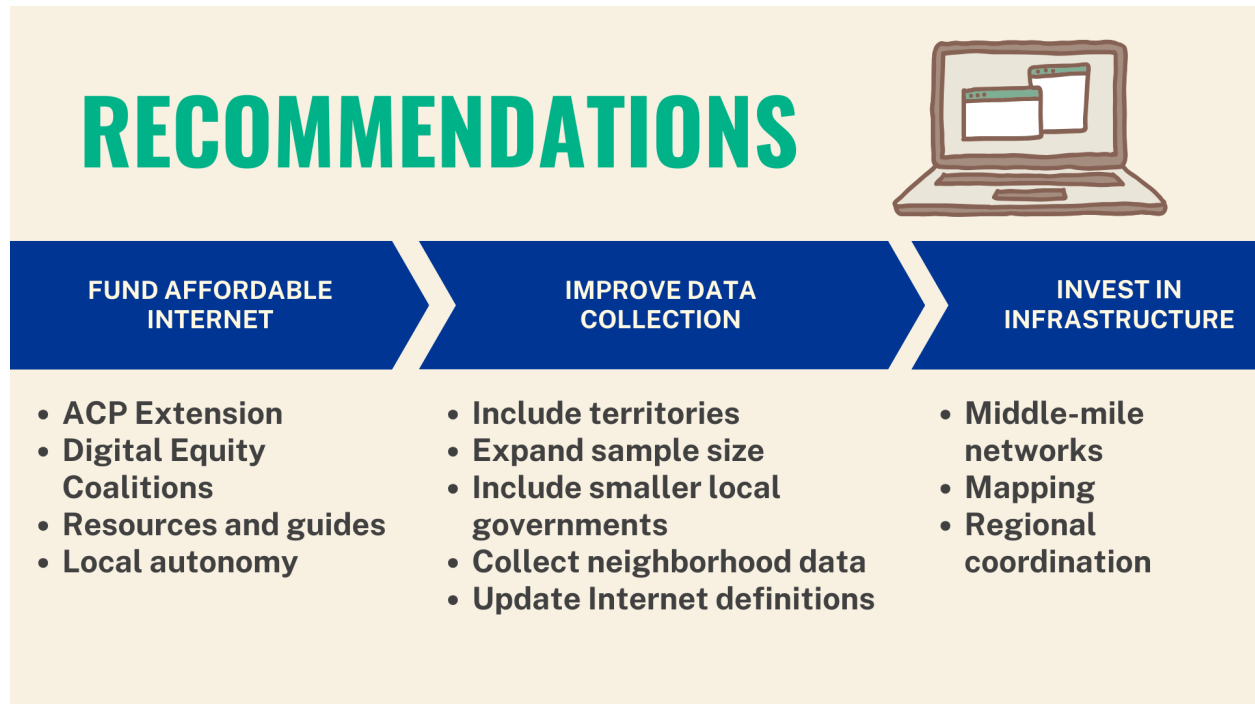 RECOMMENDATIONS
FUND AFFORDABLE
INTERNET
• ACP Extension
• Digital Equity
Coalitions
• Resources and guides
• Local autonomy
IMPROVE DATA
COLLECTION
• Include territories
• Expand sample size
• Include smaller local
governments
• Collect neighborhood data
• Update Internet definitions
INVEST IN
INFRASTRUCTURE
• Middle-mile
networks
• Mapping
• Regional
coordination